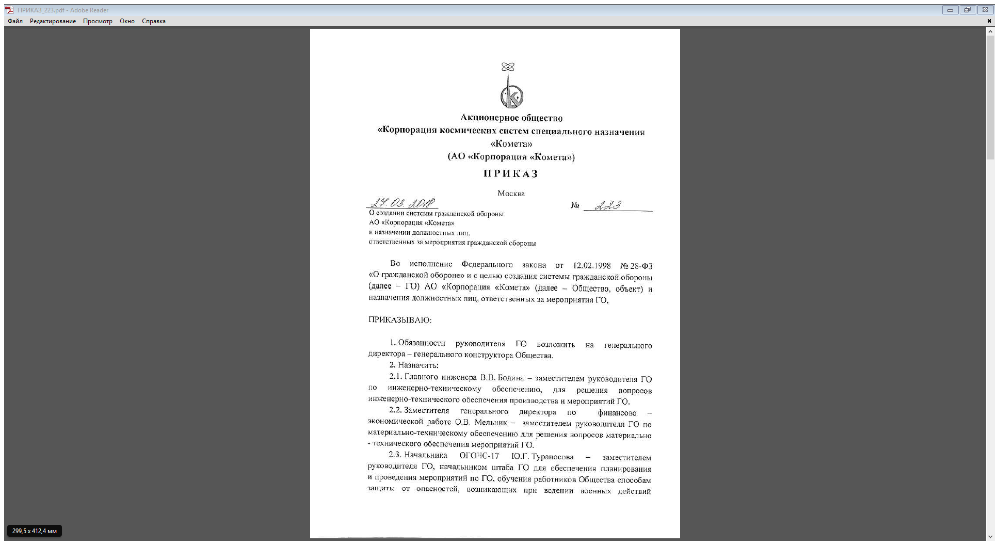 ПРИКАЗ_223.pdf - Adobe Reader
Файл Редактирование Просмотр Окно Справка
Акционерное общество
«Корпорация космических систем специального назначения
«Комета»
(АО «Корпорация «Комета»)
ПРИКАЗ
Москва
27.03.2018 № 223
О создании системы гражданской обороны
АО «Корпорация «Комета»
и назначении должностных лиц,
ответственных за мероприятия гражданской обороны
Во исполнение Федерального закона от 12.02.1998 № 28-ФЗ
«О гражданской обороне» и с целью создания системы гражданской обороны
(далее – ГО) АО «Корпорация «Комета» (далее – Общество, объект) и
назначения должностных лиц, ответственных за мероприятия ГО,
ПРИКАЗЫВАЮ:
1. Обязанности руководителя ГО возложить на генерального
директора – генерального конструктора Общества.
2. Назначить:
2.1. Главного инженера В.В. Бодина – заместителем руководителя ГО
по инженерно-техническому обеспечению, для решения вопросов
инженерно-технического обеспечения производства и мероприятий ГО.
2.2. Заместителя генерального директора по финансово –
экономической работе О.В. Мельник – заместителем руководителя ГО по
материально-техническому обеспечению для решения вопросов материально
- технического обеспечения мероприятий ГО.
2.3. Начальника ОГОЧС-17 Ю.Г. Тураносова – заместителем
руководителя ГО, начальником штаба ГО для обеспечения планирования
и проведения мероприятий по ГО, обучения работников Общества способам
защиты от опасностей, возникающих при ведении военных действий
299,5 x 412,4 мм